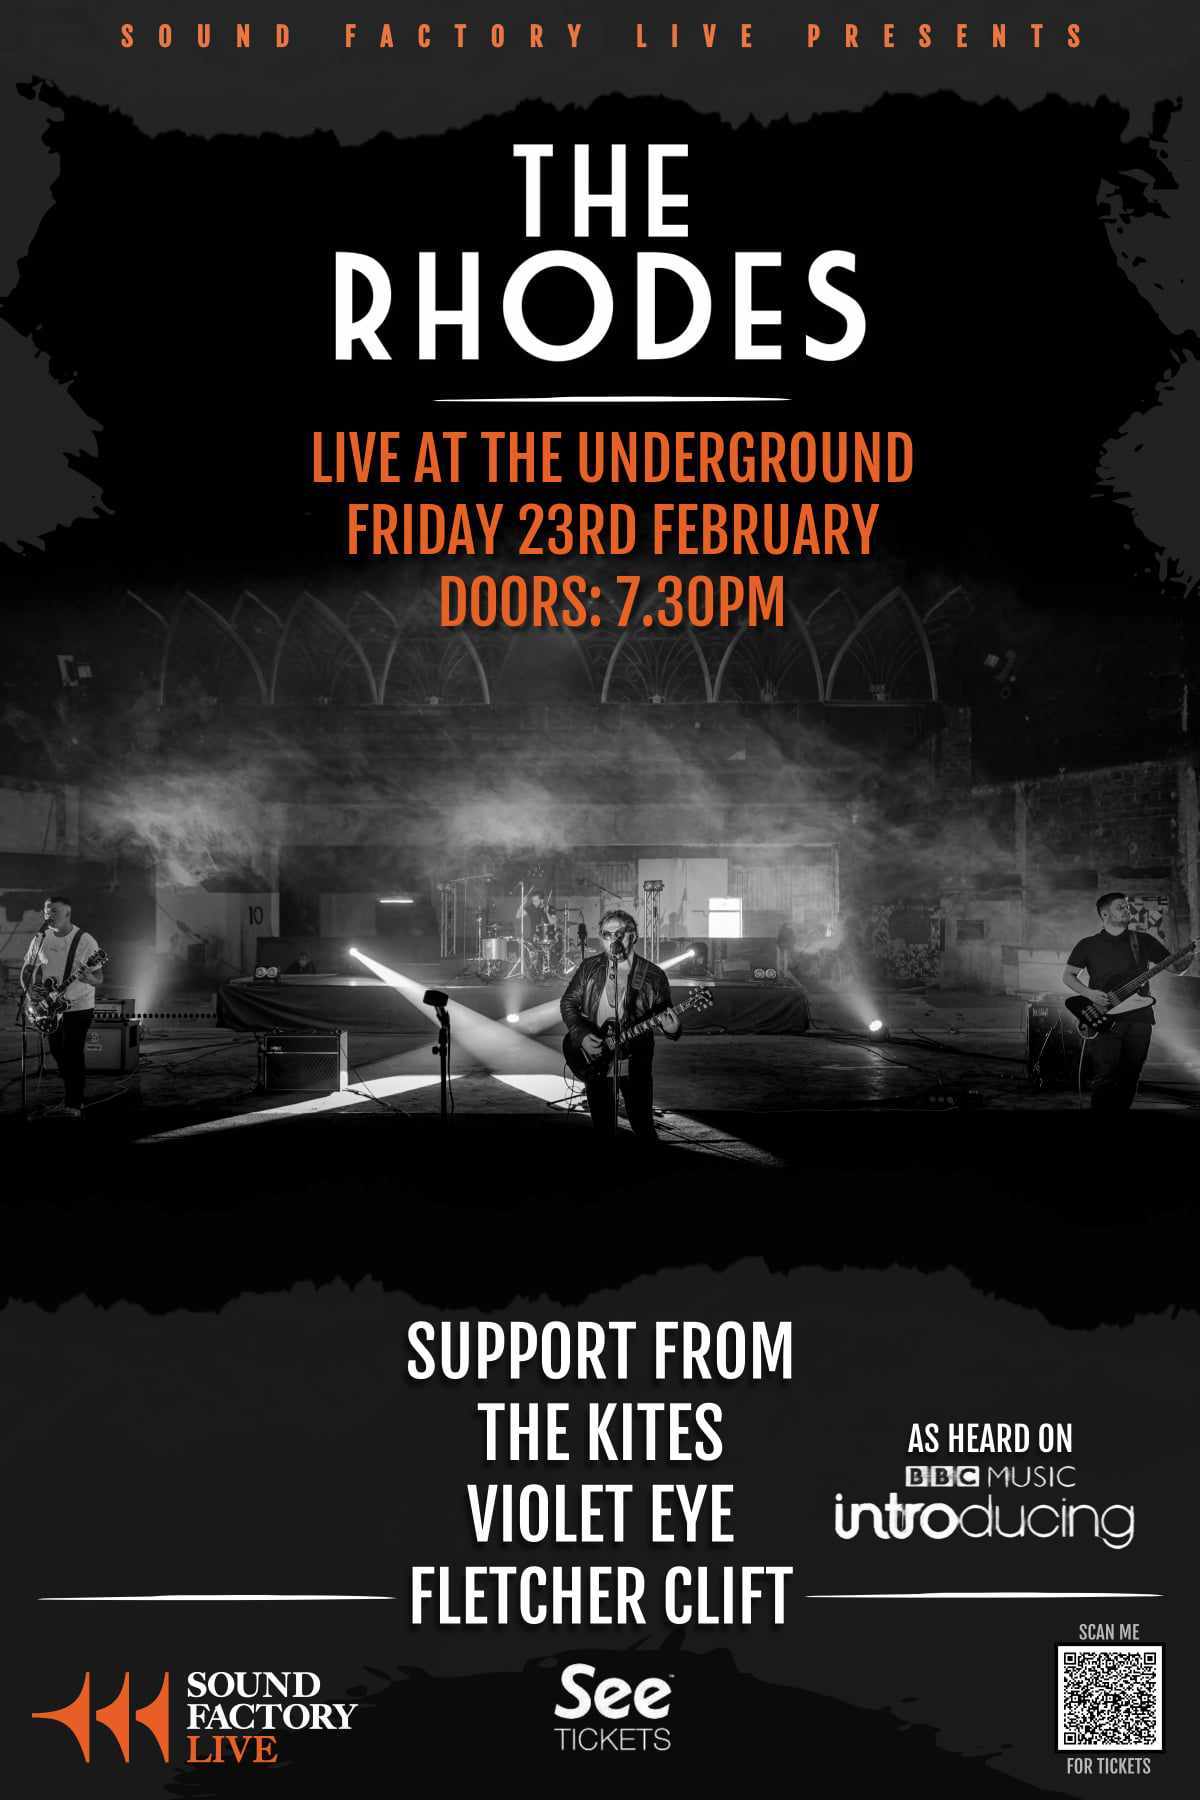 SOUND FACTORY LIVE PRESENTS
THE
RHODES
LIVE AT THE UNDERGROUND
FRIDAY 23RD FEBRUARY
DOORS: 7.30PM
10
SUPPORT FROM
THE KITES
VIOLET EYE
FLETCHER CLIFT
AS HEARD ON
BBC MUSIC
introducing
SOUND
FACTORY
LIVE
See™
TICKETS
SCAN ME
FOR TICKETS